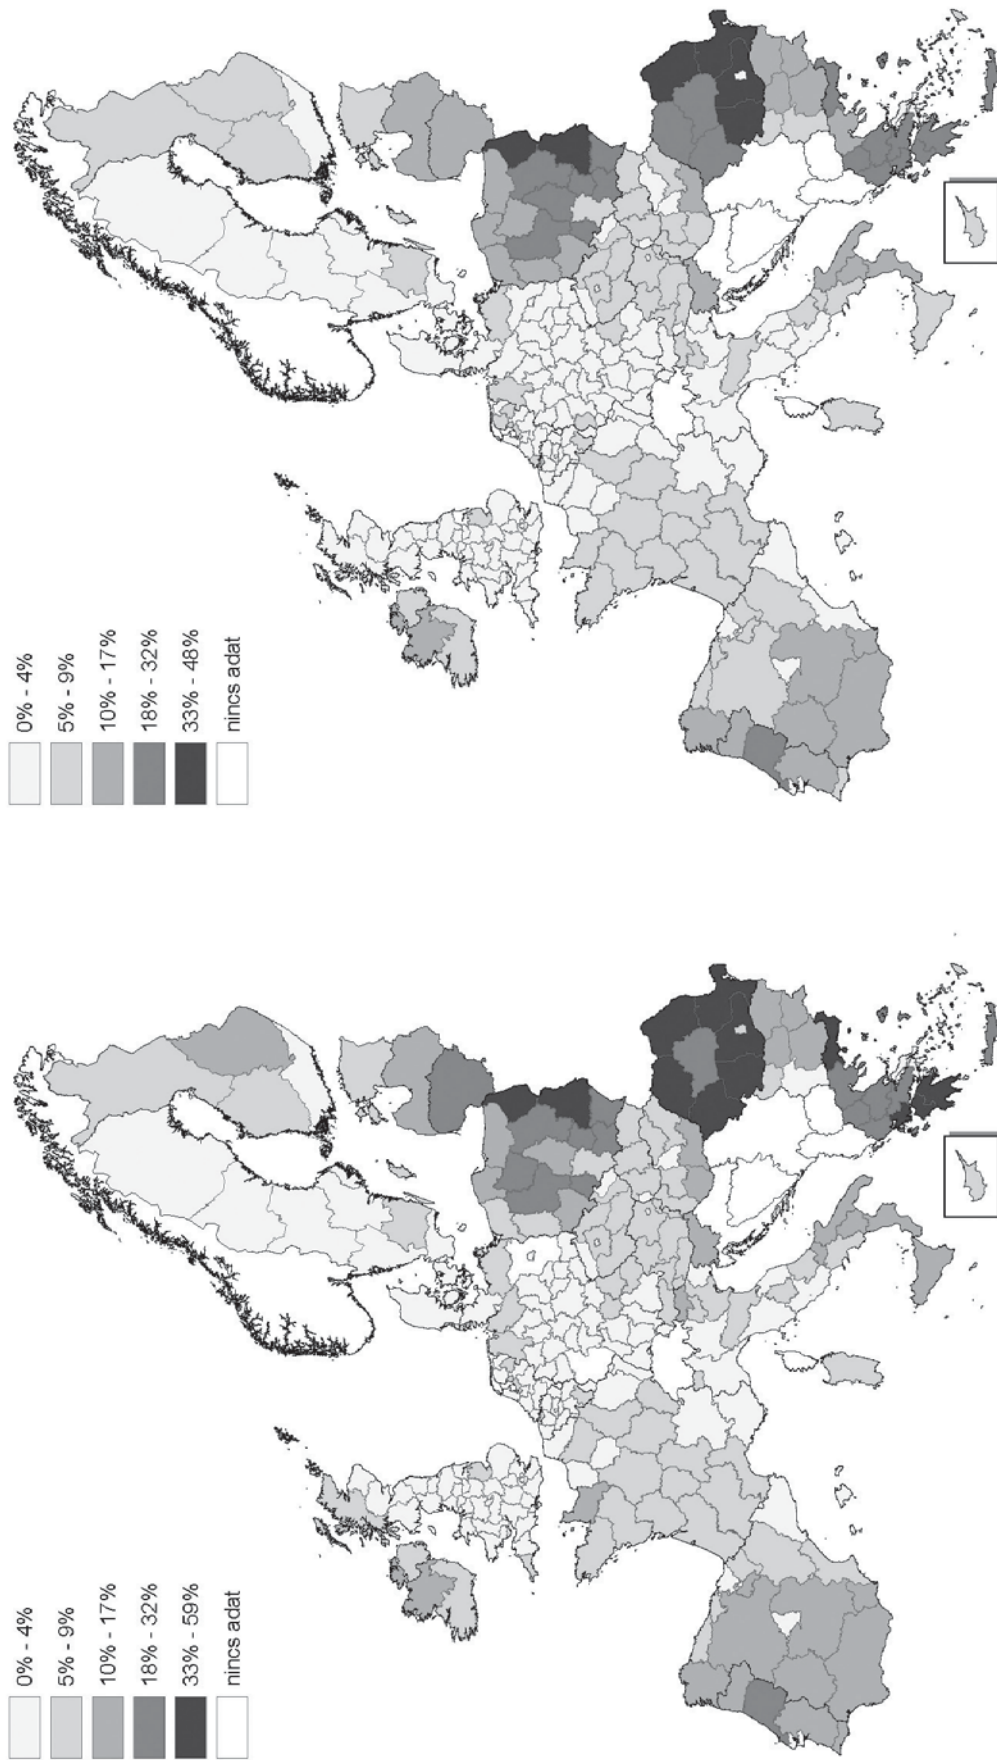 0% - 4%
5% - 9%
10% - 17%
18% - 32%
33% - 59%
nincs adat
0% - 4%
5% - 9%
10% - 17%
18% - 32%
33% - 48%
nincs adat